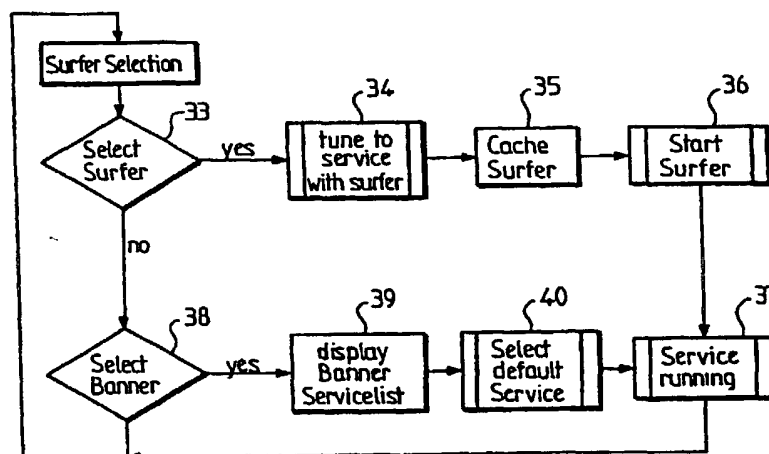 Surfer Selection
33
Select
Surfer
yes
34
tune to
service
with surfer
35
Cache
Surfer
36
Start
Surfer
no
38
Select
Banner
yes
39
display
Banner
Servicelist
40
Select
default
Service
Service
running